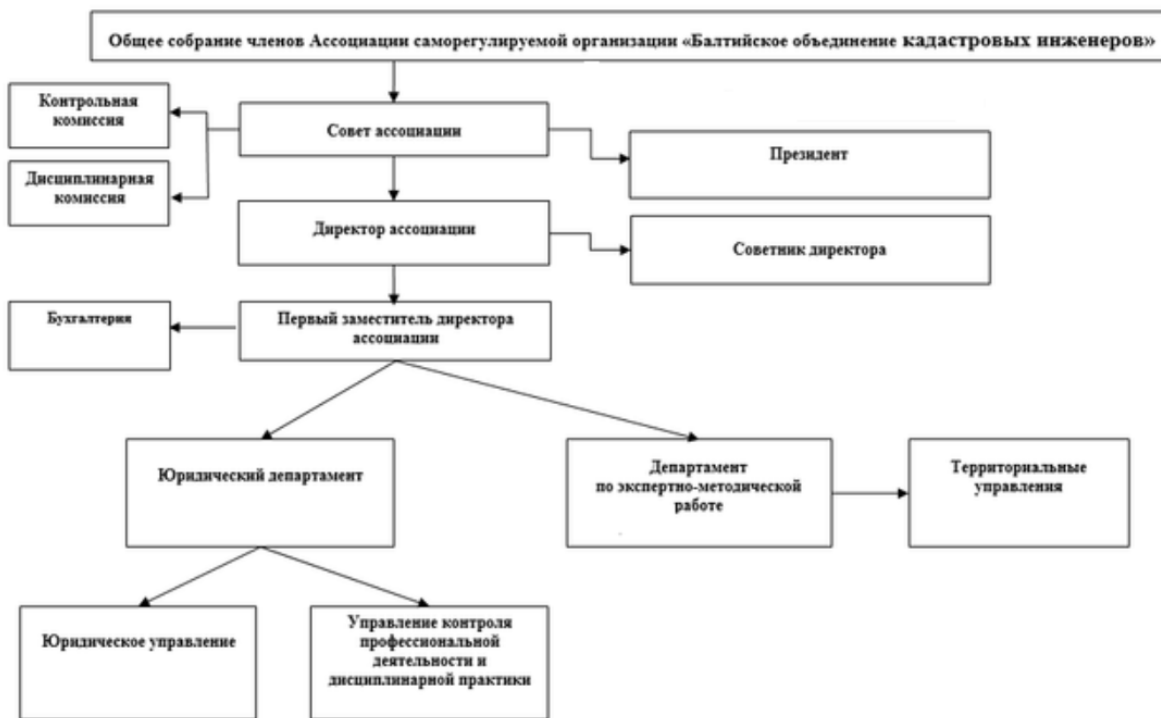 Общее собрание членов Ассоциации саморегулируемой организации «Балтийское объединение кадастровых инженеров»
Контрольная
комиссия
Совет ассоциации
Президент
Дисциплинарная
комиссия
Директор ассоциации
Советник директора
Бухгалтерия
Первый заместитель директора
ассоциации
Юридический департамент
Департамент
по экспертно-методической
работе
Территориальные
управления
Юридическое управление
Управление контроля
профессиональной
деятельности и
дисциплинарной практики